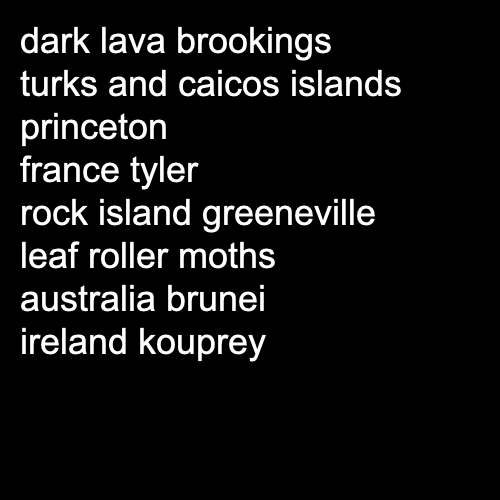 dark lava brookings
turks and caicos islands
princeton
france tyler
rock island greeneville
leaf roller moths
australia brunei
ireland kouprey